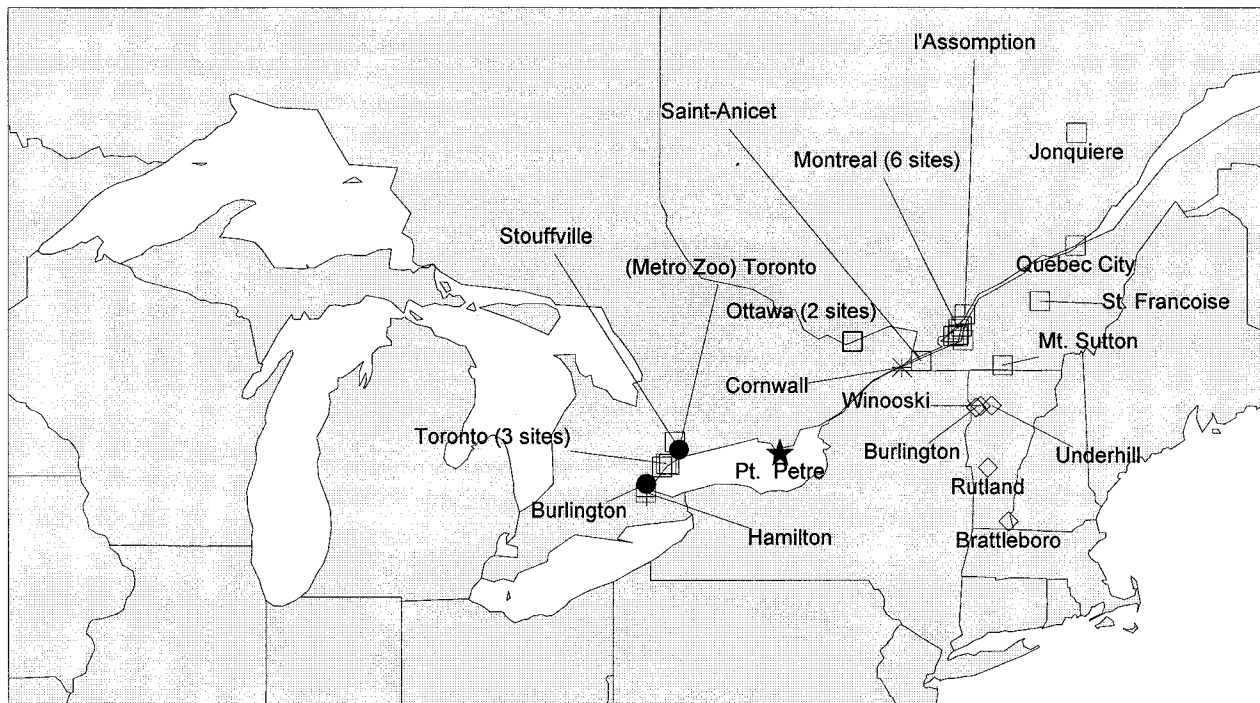 l'Assomption
Saint-Anicet
Montreal (6 sites)
Jonquiere
Stouffville
(Metro Zoo) Toronto
Quebec City
Ottawa (2 sites)
St. Francoise
Mt. Sutton
Cornwall
Winooski
Toronto (3 sites)
Burlington
Underhill
Pt. Petre
Rutland
Burlington
Hamilton
Brattleboro